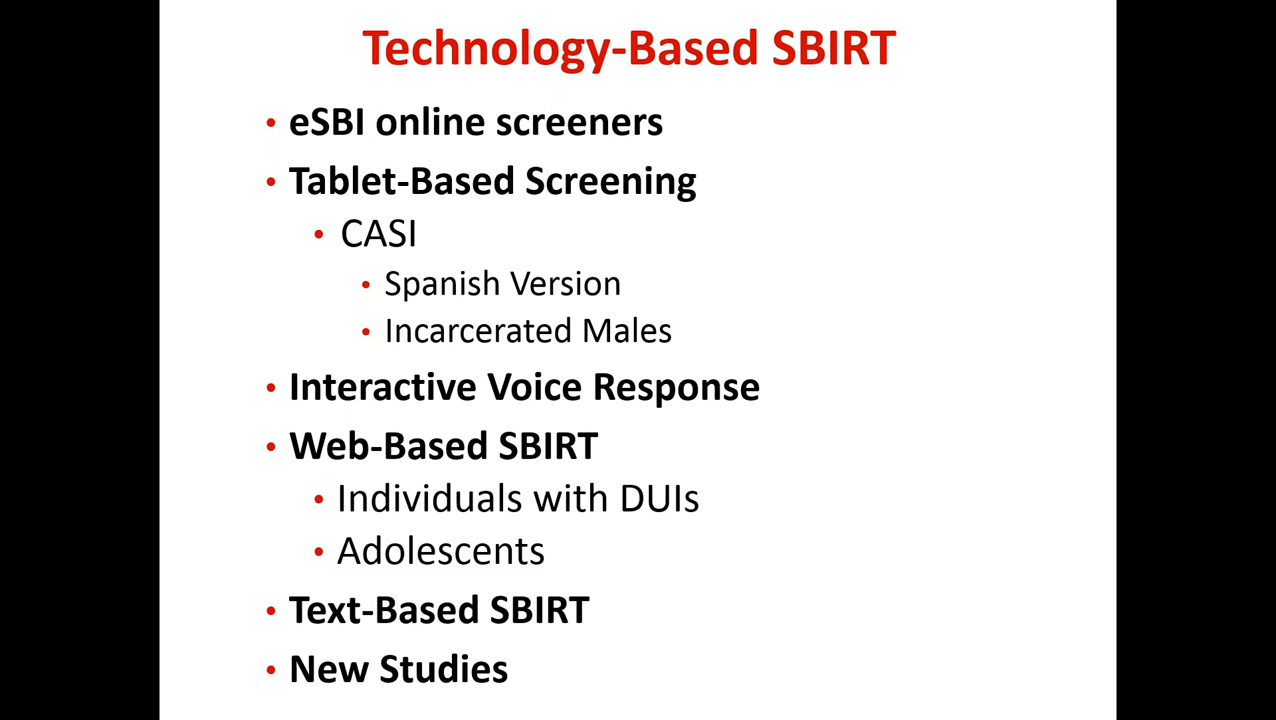 Technology-Based SBIRT
• eSBI online screeners
• Tablet-Based Screening
• CASI
• Spanish Version
• Incarcerated Males
• Interactive Voice Response
• Web-Based SBIRT
• Individuals with DUIs
• Adolescents
• Text-Based SBIRT
• New Studies